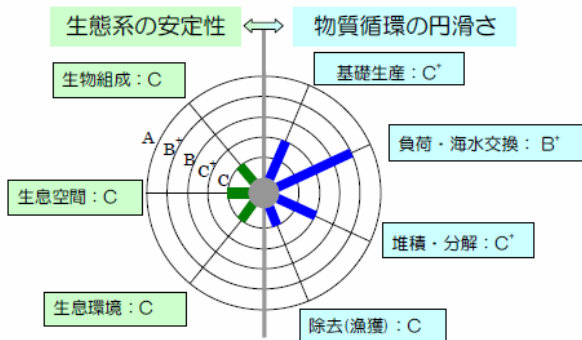 生態系の安定性
物質循環の円滑さ
生物組成：C
基礎生産：C⁺
A
B⁺
B
C⁺
C
負荷・海水交換：B⁺
生息空間：C
堆積・分解：C⁺
生息環境：C
除去(漁獲)：C